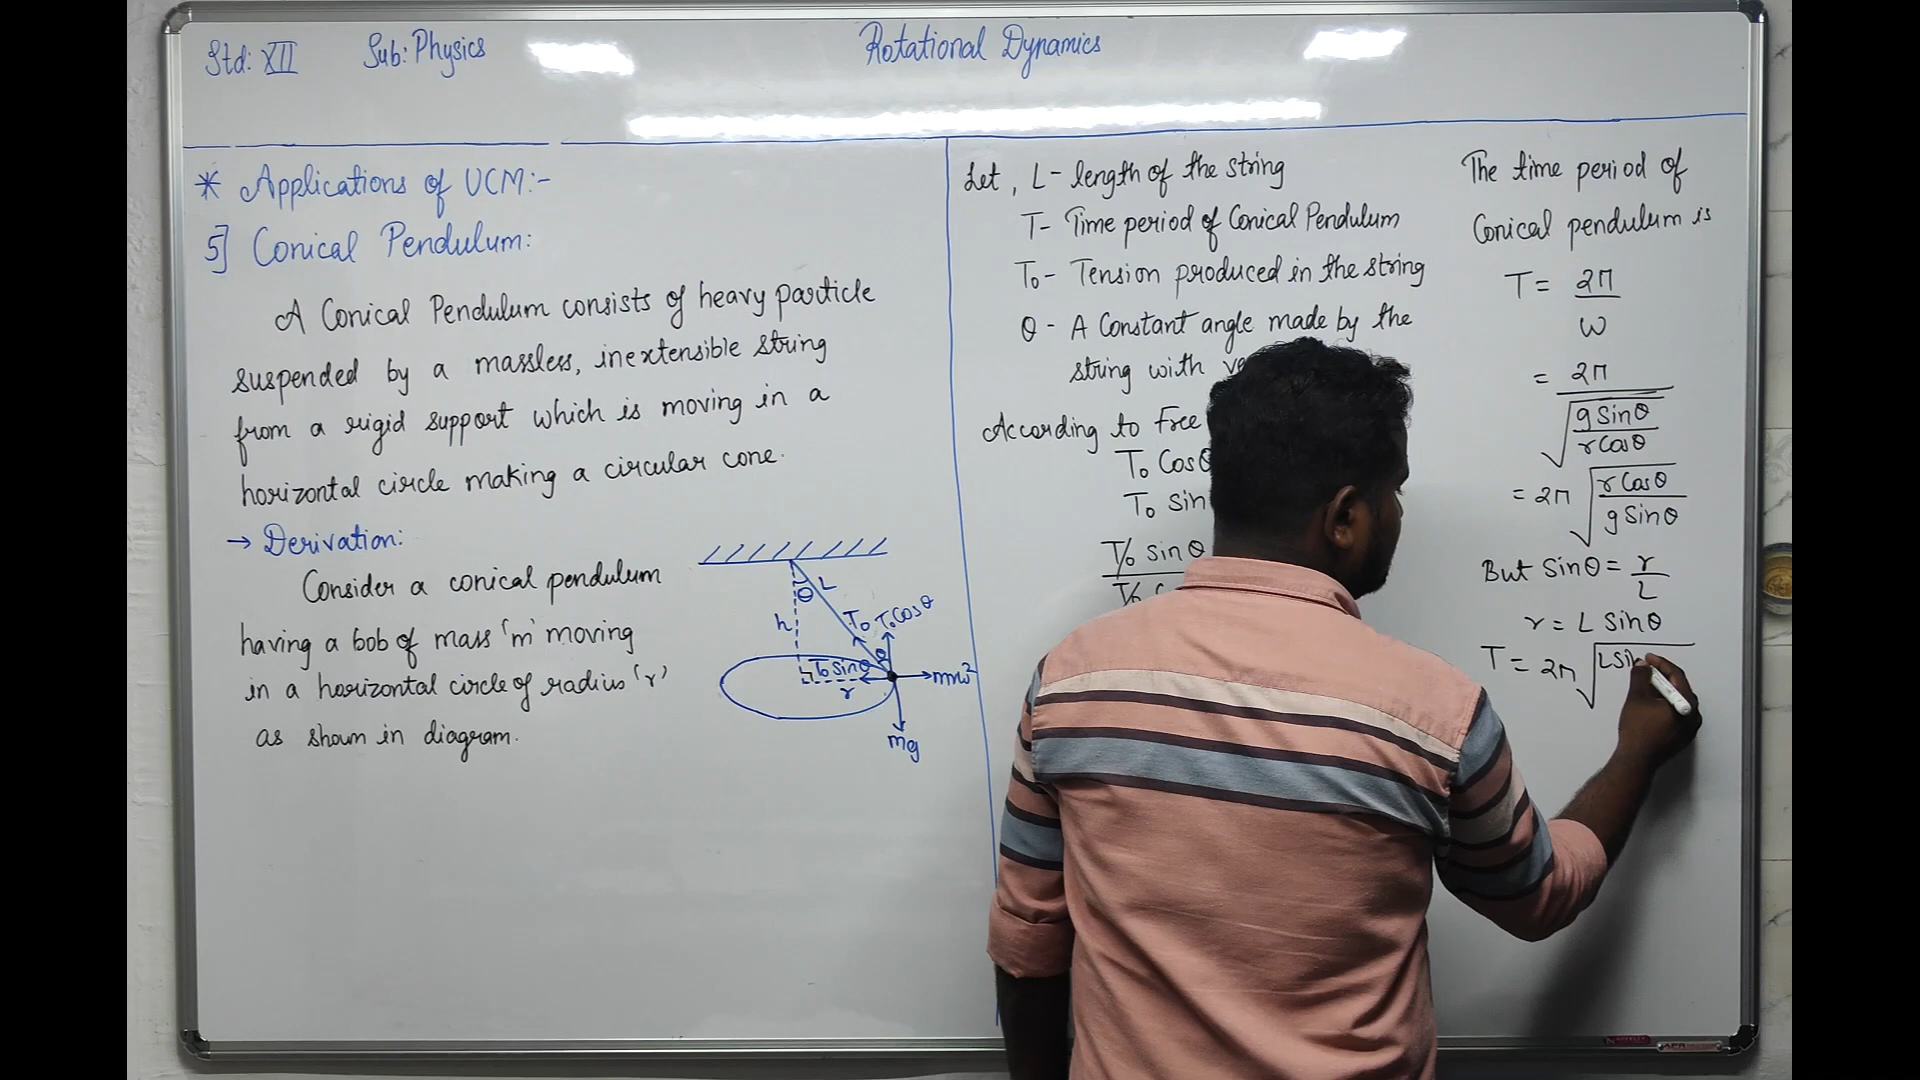 Std: XII Sub: Physics Rotational Dynamics
* Applications of UCM:-
5] Conical Pendulum:
A Conical Pendulum consists of heavy particle
suspended by a massless, inextensible string
from a rigid support which is moving in a
horizontal circle making a circular cone.
→ Derivation:
Consider a conical pendulum
having a bob of mass 'm' moving
in a horizontal circle of radius 'r'
as shown in diagram.
θ L
h T₀ T₀ cosθ
θ
T₀ sinθ
r
mg
Let, L- length of the string
T- Time period of Conical Pendulum
T₀- Tension produced in the string
θ- A Constant angle made by the
string with
According to Free
T₀ Cosθ
T₀ Sin
T₀ sinθ
T₀
The time period of
Conical pendulum is
T = 2π
ω
= 2π
√ g Sinθ
r Cosθ
= 2π √ r Cosθ
g Sinθ
But Sinθ = r
L
r = L Sinθ
T = 2π √ L Sin